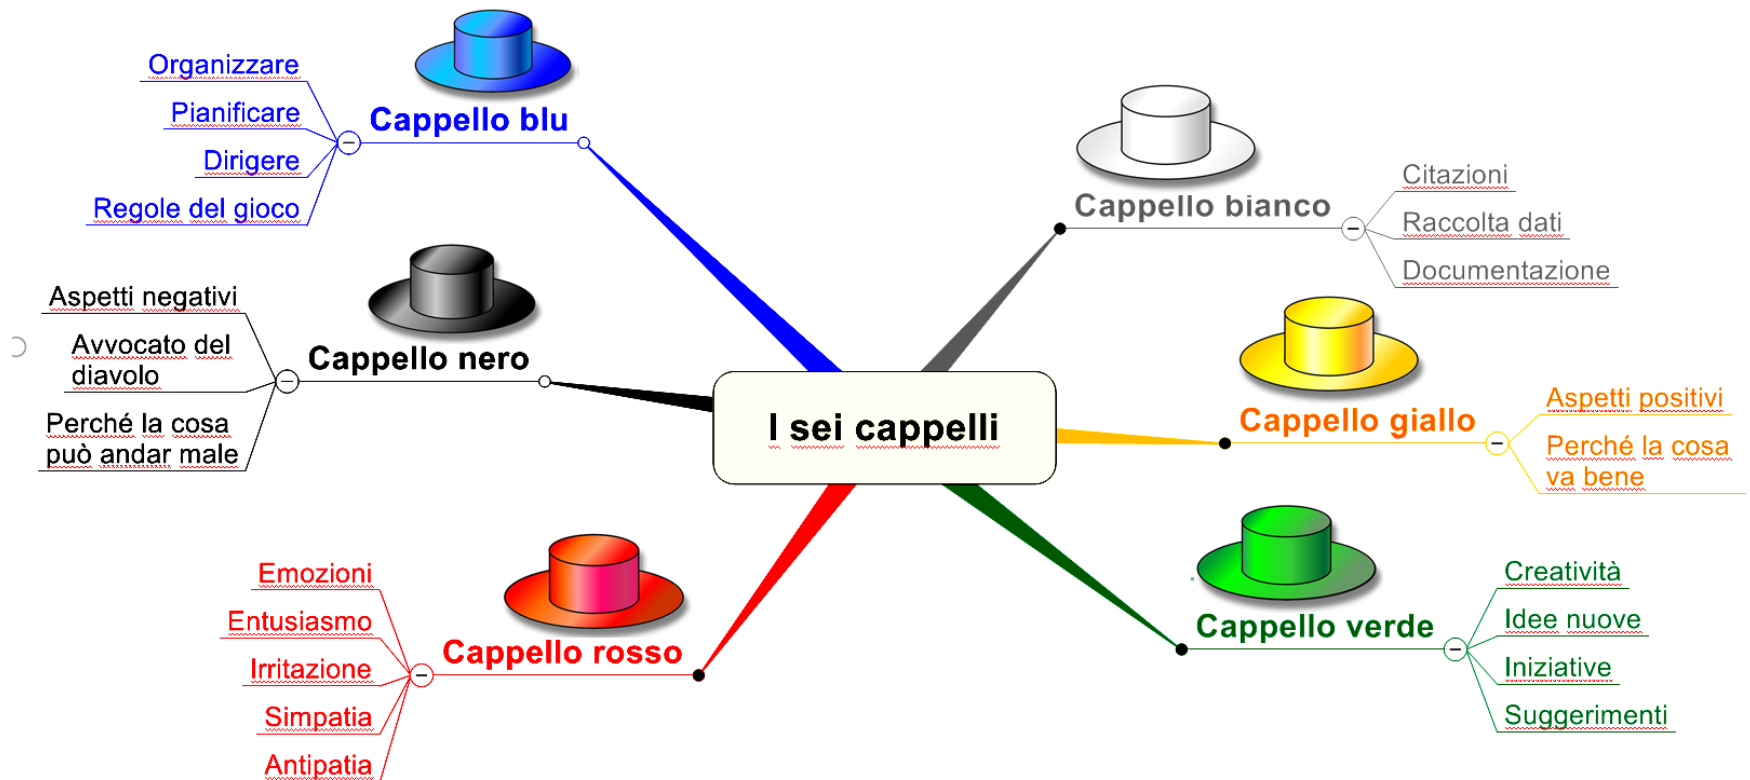 I sei cappelli
Cappello blu
Organizzare
Pianificare
Dirigere
Regole del gioco
Cappello nero
Aspetti negativi
Avvocato del
diavolo
Perché la cosa
può andar male
Cappello rosso
Emozioni
Entusiasmo
Irritazione
Simpatia
Antipatia
Cappello bianco
Citazioni
Raccolta dati
Documentazione
Cappello giallo
Aspetti positivi
Perché la cosa
va bene
Cappello verde
Creatività
Idee nuove
Iniziative
Suggerimenti